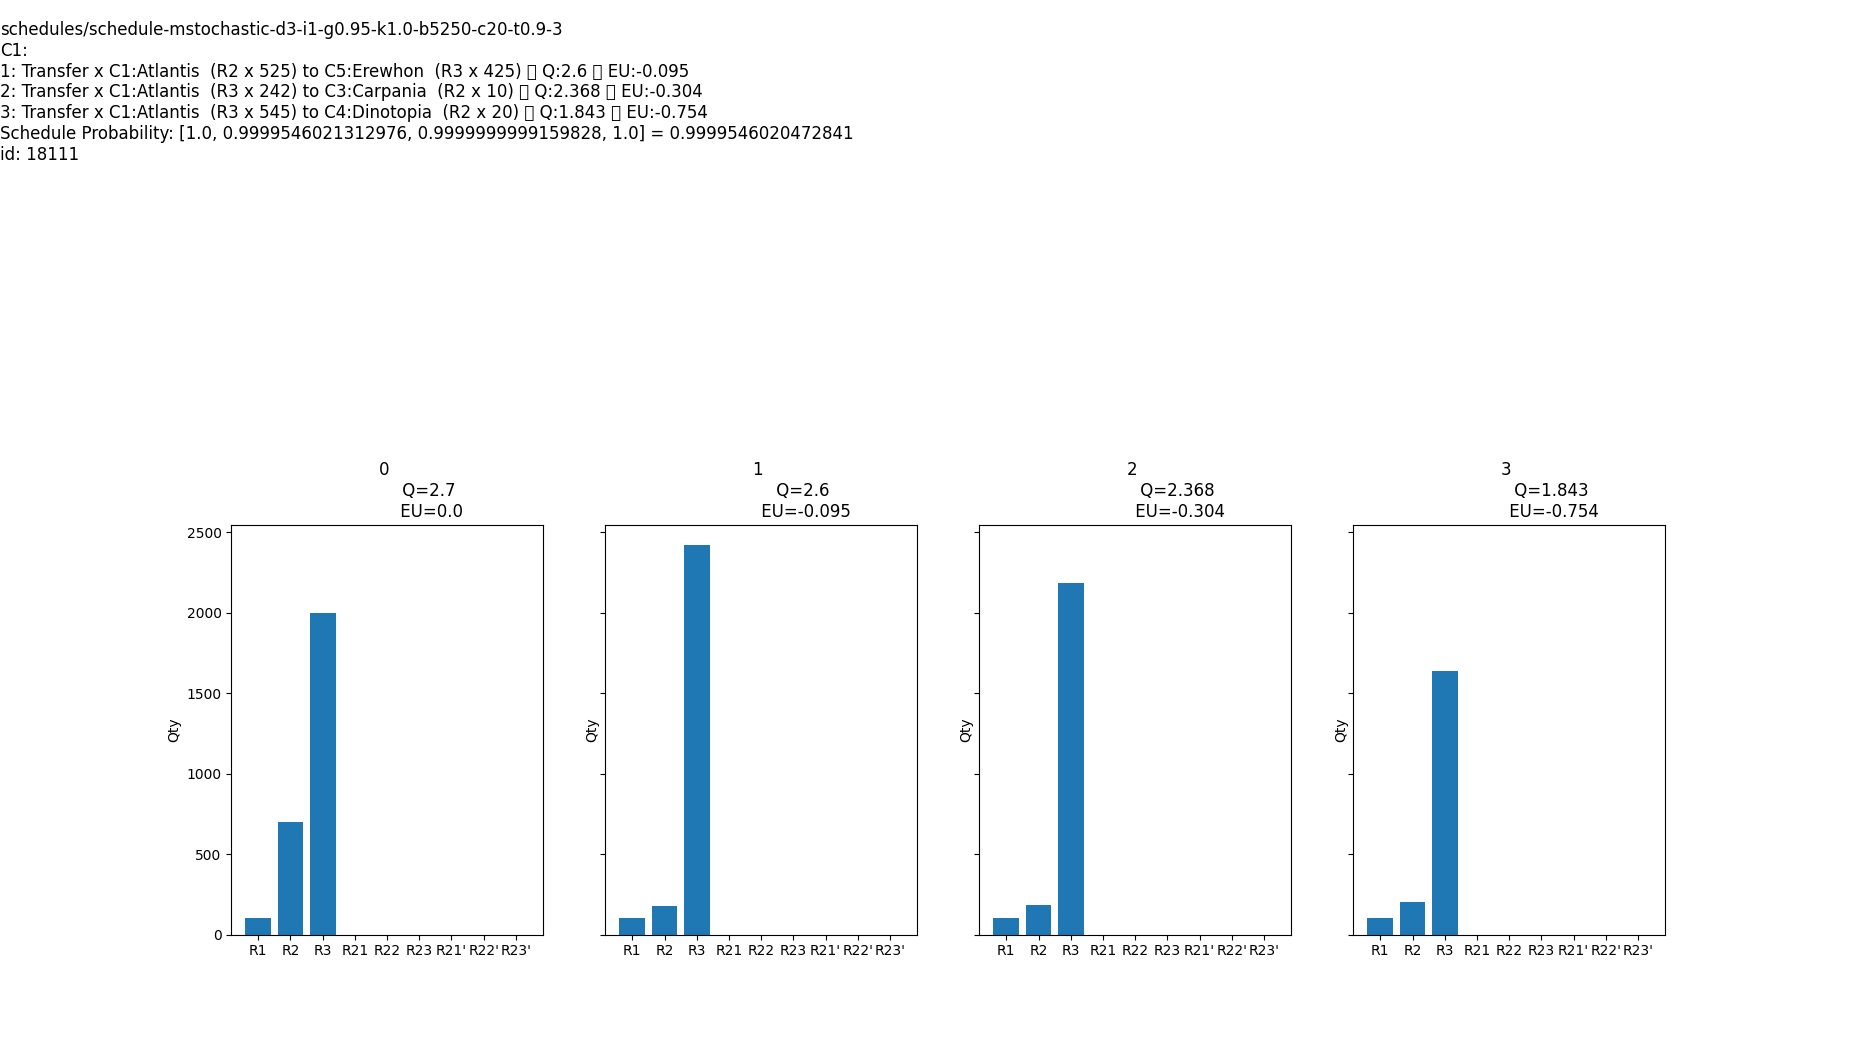 schedules/schedule-mstochastic-d3-i1-g0.95-k1.0-b5250-c20-t0.9-3
C1:
1: Transfer x C1:Atlantis  (R2 x 525) to C5:Erewhon  (R3 x 425) ▯ Q:2.6 ▯ EU:-0.095
2: Transfer x C1:Atlantis  (R3 x 242) to C3:Carpania  (R2 x 10) ▯ Q:2.368 ▯ EU:-0.304
3: Transfer x C1:Atlantis  (R3 x 545) to C4:Dinotopia  (R2 x 20) ▯ Q:1.843 ▯ EU:-0.754
Schedule Probability: [1.0, 0.9999546021312976, 0.9999999999159828, 1.0] = 0.9999546020472841
id: 18111
0
Q=2.7
EU=0.0
2500
2000
1500
1000
500
0
Qty
R1 R2 R3 R21 R22 R23 R21' R22' R23'
1
Q=2.6
EU=-0.095
Qty
R1 R2 R3 R21 R22 R23 R21' R22' R23'
2
Q=2.368
EU=-0.304
Qty
R1 R2 R3 R21 R22 R23 R21' R22' R23'
3
Q=1.843
EU=-0.754
Qty
R1 R2 R3 R21 R22 R23 R21' R22' R23'